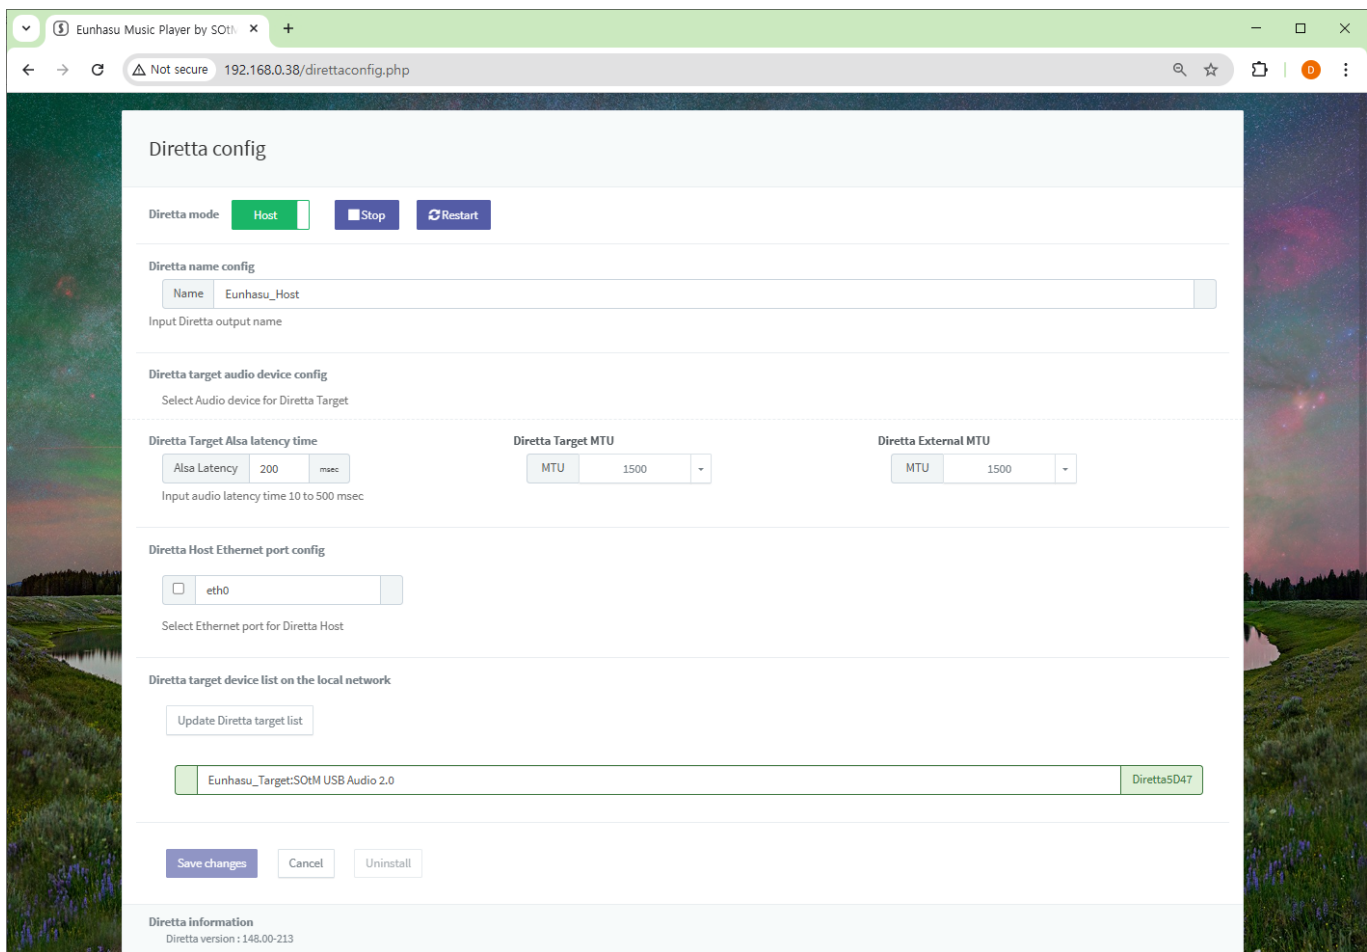 Eunhasu Music Player by SOtM
Not secure 192.168.0.38/direttaconfig.php
D
Diretta config
Diretta mode Host Stop Restart
Diretta name config
Name Eunhasu_Host
Input Diretta output name
Diretta target audio device config
Select Audio device for Diretta Target
Diretta Target Alsa latency time Diretta Target MTU Diretta External MTU
Alsa Latency 200 msec MTU 1500 MTU 1500
Input audio latency time 10 to 500 msec
Diretta Host Ethernet port config
eth0
Select Ethernet port for Diretta Host
Diretta target device list on the local network
Update Diretta target list
Eunhasu_Target:SOtM USB Audio 2.0 Diretta5D47
Save changes Cancel Uninstall
Diretta information
Diretta version : 148.00-213